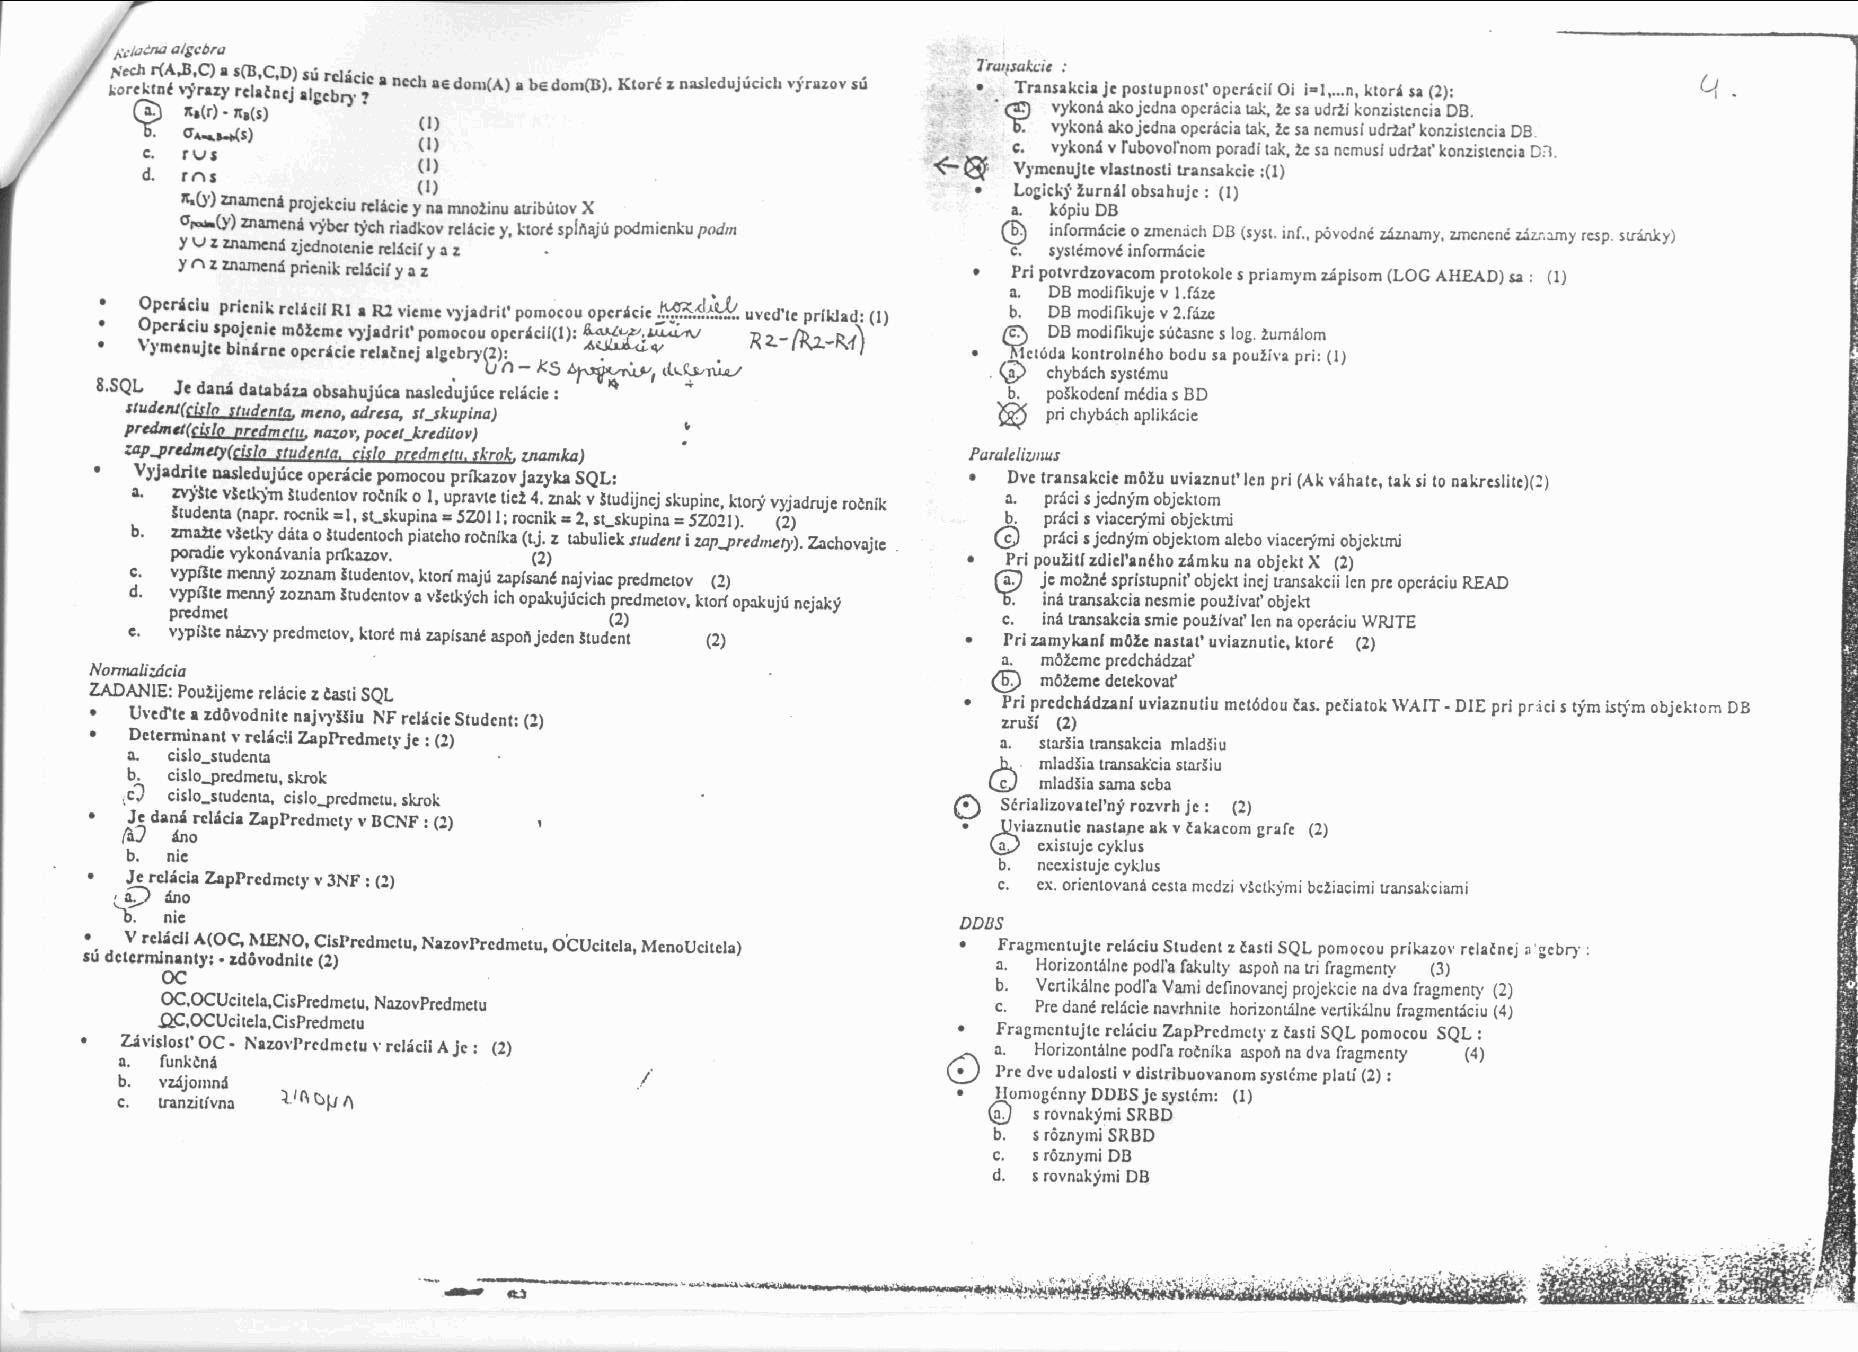 Relačná algebra
Nech r(A,B,C) a s(B,C,D) sú relácie a nech a∈dom(A) a b∈dom(B). Ktoré z nasledujúcich výrazov sú
korektné výrazy relačnej algebry ?
a. πB(r) - πB(s) (1)
b. σA=a,B=b(s) (1)
c. r∪s (1)
d. r∩s (1)
πx(y) znamená projekciu relácie y na množinu atribútov X
σpodm(y) znamená výber tých riadkov relácie y, ktoré spĺňajú podmienku podm
y ∪ z znamená zjednotenie relácií y a z
y ∩ z znamená prienik relácií y a z
• Operáciu prienik relácií R1 a R2 vieme vyjadriť pomocou operácie rozdiel uveďte príklad: (1)
• Operáciu spojenie môžeme vyjadriť pomocou operácií(1): selekcia R2-(R2-R1)
• Vymenujte binárne operácie relačnej algebry(2): ∪ ∩ - KS spojenie, delenie
8.SQL Je daná databáza obsahujúca nasledujúce relácie :
student(cislo_studenta, meno, adresa, st_skupina)
predmet(cislo_predmetu, nazov, pocet_kreditov)
zap_predmety(cislo_studenta, cislo_predmetu, skrok, znamka)
• Vyjadrite nasledujúce operácie pomocou príkazov jazyka SQL:
a. zvýšte všetkým študentov ročník o 1, upravte tiež 4. znak v študijnej skupine, ktorý vyjadruje ročník
študenta (napr. rocnik =1, st_skupina = 5Z011; rocnik = 2, st_skupina = 5Z021). (2)
b. zmažte všetky dáta o študentoch piateho ročníka (t.j. z tabuliek student i zap_predmety). Zachovajte
poradie vykonávania príkazov. (2)
c. vypíšte menný zoznam študentov, ktorí majú zapísané najviac predmetov (2)
d. vypíšte menný zoznam študentov a všetkých ich opakujúcich predmetov, ktorí opakujú nejaký
predmet (2)
e. vypíšte názvy predmetov, ktoré má zapísané aspoň jeden študent (2)
Normalizácia
ZADANIE: Použijeme relácie z časti SQL
• Uveďte a zdôvodnite najvyššiu NF relácie Student: (2)
• Determinant v relácii ZapPredmety je : (2)
a. cislo_studenta
b. cislo_predmetu, skrok
c. cislo_studenta, cislo_predmetu, skrok
• Je daná relácia ZapPredmety v BCNF : (2)
a. áno
b. nie
• Je relácia ZapPredmety v 3NF : (2)
a. áno
b. nie
• V relácii A(OC, MENO, CisPredmetu, NazovPredmetu, OCUcitela, MenoUcitela)
sú determinanty: - zdôvodnite (2)
OC
OC,OCUcitela,CisPredmetu, NazovPredmetu
OC,OCUcitela,CisPredmetu
• Závislosť OC - NazovPredmetu v relácii A je : (2)
a. funkčná
b. vzájomná
c. tranzitívna ŽIADNA
4.
Transakcie :
• Transakcia je postupnosť operácií Oi i=1,...n, ktorá sa (2):
a. vykoná ako jedna operácia tak, že sa udrží konzistencia DB.
b. vykoná ako jedna operácia tak, že sa nemusí udržať konzistencia DB.
c. vykoná v ľubovoľnom poradí tak, že sa nemusí udržať konzistencia DB.
• Vymenujte vlastnosti transakcie :(1)
• Logický žurnál obsahuje : (1)
a. kópiu DB
b. informácie o zmenách DB (syst. inf., pôvodné záznamy, zmenené záznamy resp. stránky)
c. systémové informácie
• Pri potvrdzovacom protokole s priamym zápisom (LOG AHEAD) sa : (1)
a. DB modifikuje v 1.fáze
b. DB modifikuje v 2.fáze
c. DB modifikuje súčasne s log. žurnálom
• Metóda kontrolného bodu sa používa pri: (1)
a. chybách systému
b. poškodení média s BD
c. pri chybách aplikácie
Paralelizmus
• Dve transakcie môžu uviaznuť len pri (Ak váhate, tak si to nakreslite)(2)
a. práci s jedným objektom
b. práci s viacerými objektmi
c. práci s jedným objektom alebo viacerými objektmi
• Pri použití zdieľaného zámku na objekt X (2)
a. je možné sprístupniť objekt inej transakcii len pre operáciu READ
b. iná transakcia nesmie používať objekt
c. iná transakcia smie používať len na operáciu WRITE
• Pri zamykaní môže nastať uviaznutie, ktoré (2)
a. môžeme predchádzať
b. môžeme detekovať
• Pri predchádzaní uviaznutiu metódou čas. pečiatok WAIT - DIE pri práci s tým istým objektom DB
zruší (2)
a. staršia transakcia mladšiu
b. mladšia transakcia staršiu
c. mladšia sama seba
• Sérializovateľný rozvrh je : (2)
• Uviaznutie nastane ak v čakacom grafe (2)
a. existuje cyklus
b. neexistuje cyklus
c. ex. orientovaná cesta medzi všetkými bežiacimi transakciami
DDBS
• Fragmentujte reláciu Student z časti SQL pomocou príkazov relačnej algebry :
a. Horizontálne podľa fakulty aspoň na tri fragmenty (3)
b. Vertikálne podľa Vami definovanej projekcie na dva fragmenty (2)
c. Pre dané relácie navrhnite horizontálne vertikálnu fragmentáciu (4)
• Fragmentujte reláciu ZapPredmety z časti SQL pomocou SQL :
a. Horizontálne podľa ročníka aspoň na dva fragmenty (4)
• Pre dve udalosti v distribuovanom systéme platí (2) :
• Homogénny DDBS je systém: (1)
a. s rovnakými SRBD
b. s rôznymi SRBD
c. s rôznymi DB
d. s rovnakými DB